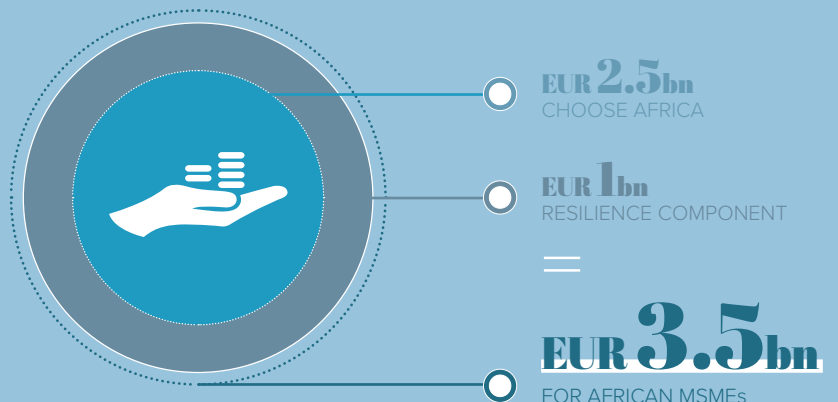 EUR 2.5bn
CHOOSE AFRICA
EUR 1bn
RESILIENCE COMPONENT
=
EUR 3.5bn
FOR AFRICAN MSMEs